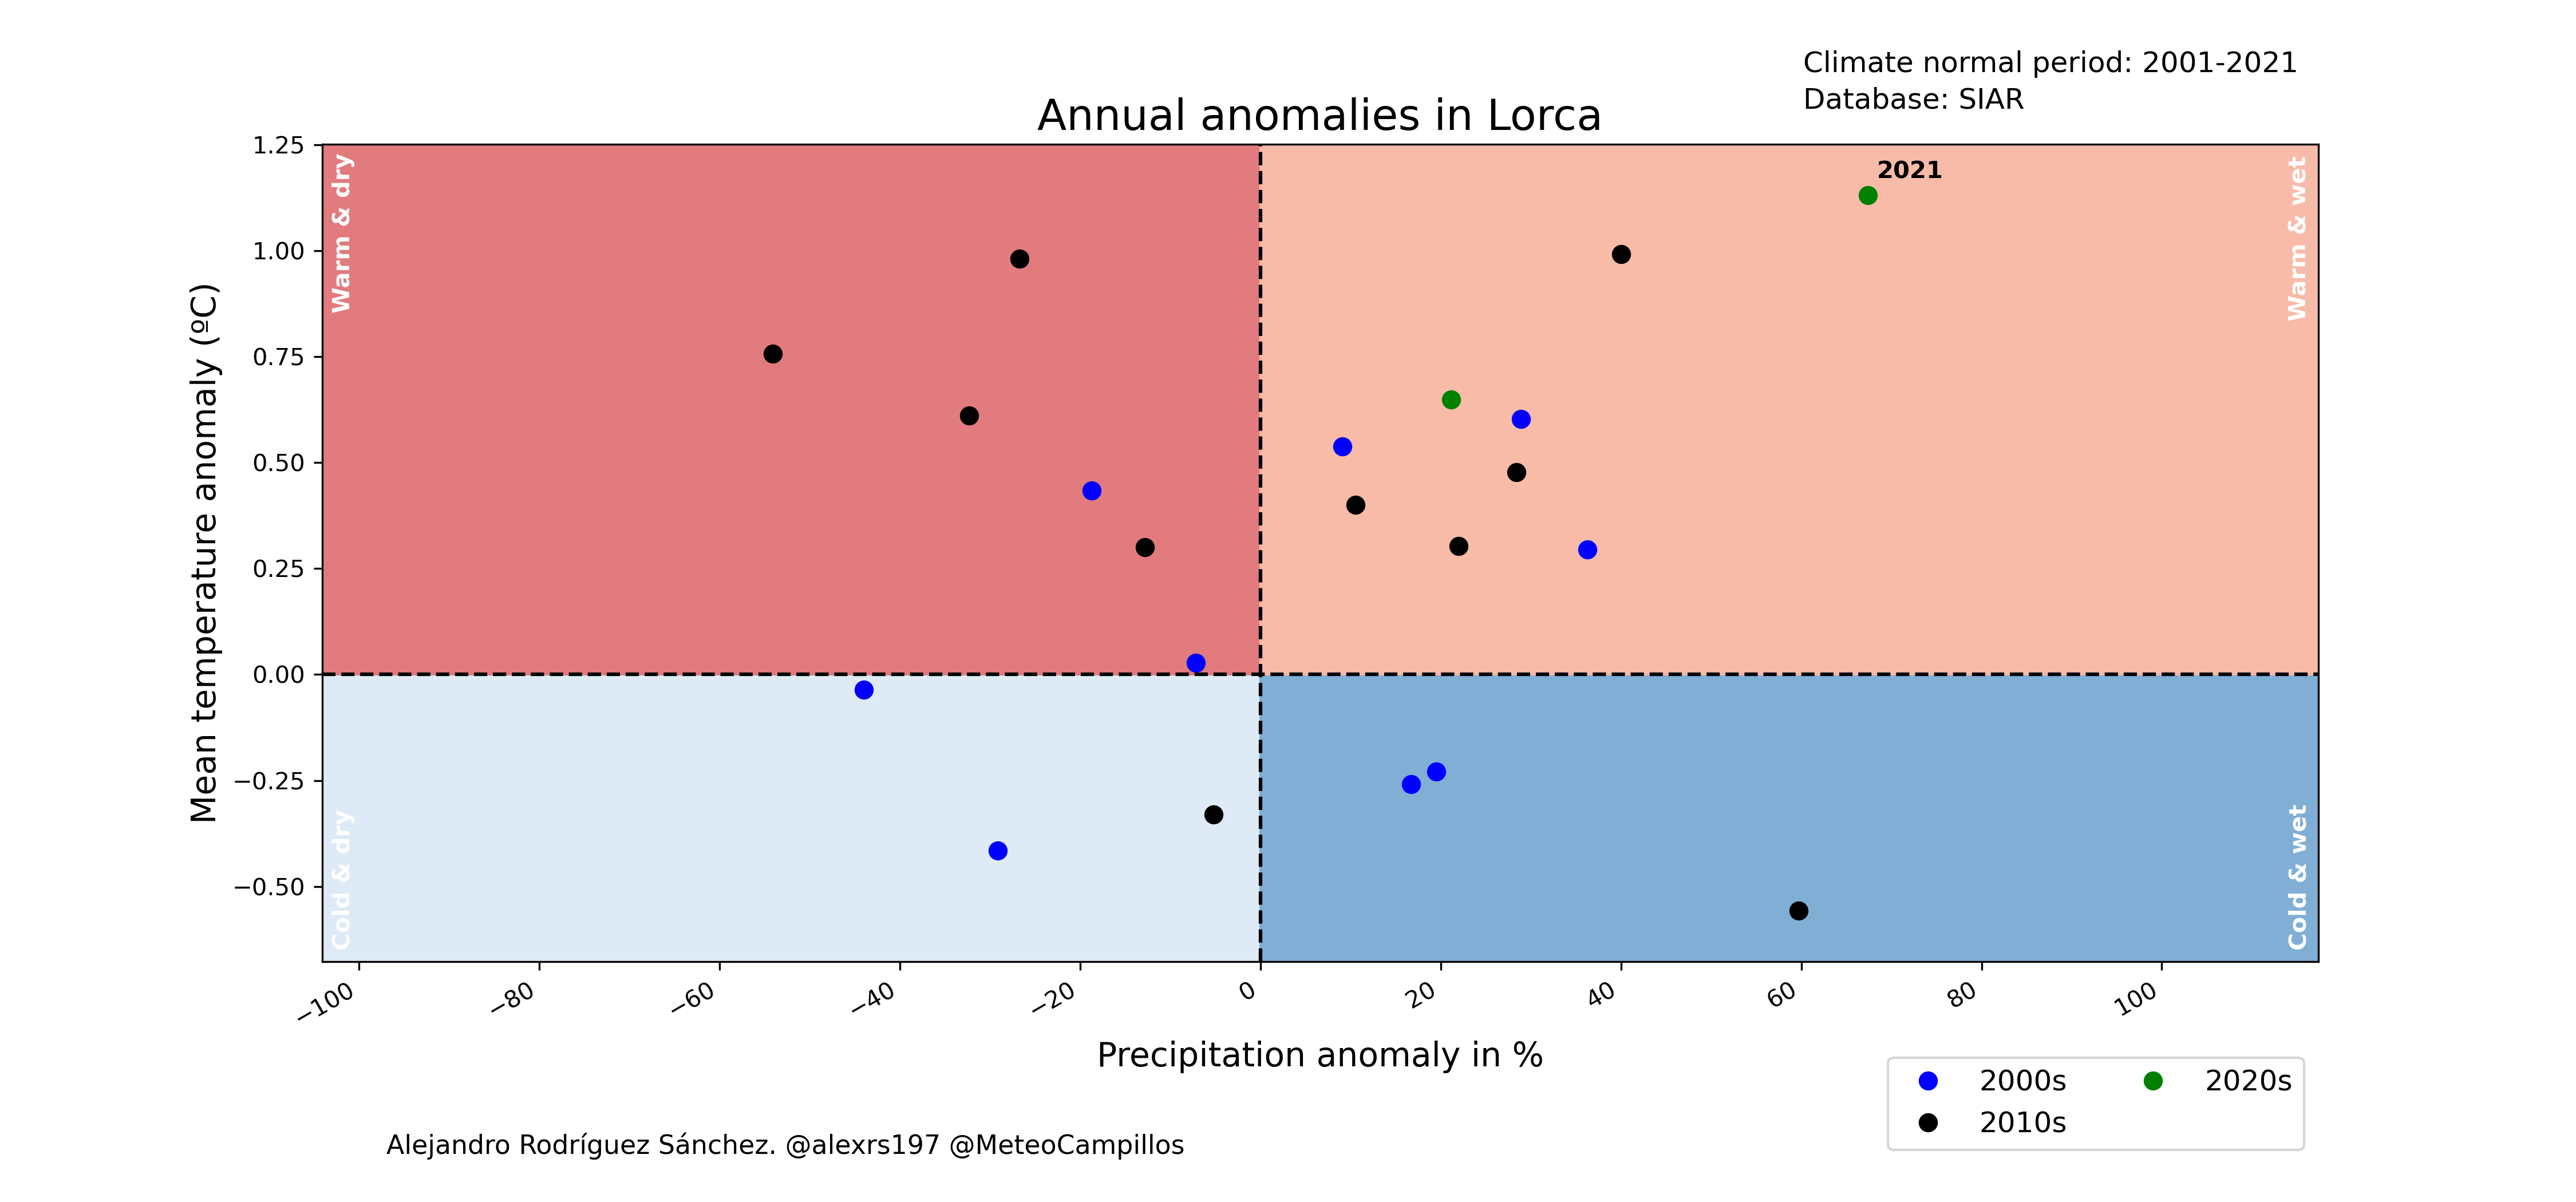 Climate normal period: 2001-2021
Database: SIAR
Annual anomalies in Lorca
Mean temperature anomaly (ºC)
1.25
1.00
0.75
0.50
0.25
0.00
−0.25
−0.50
Warm & dry
Warm & wet
2021
Cold & dry
Cold & wet
−100
−80
−60
−40
−20
0
20
40
60
80
100
Precipitation anomaly in %
2000s
2010s
2020s
Alejandro Rodríguez Sánchez. @alexrs197 @MeteoCampillos